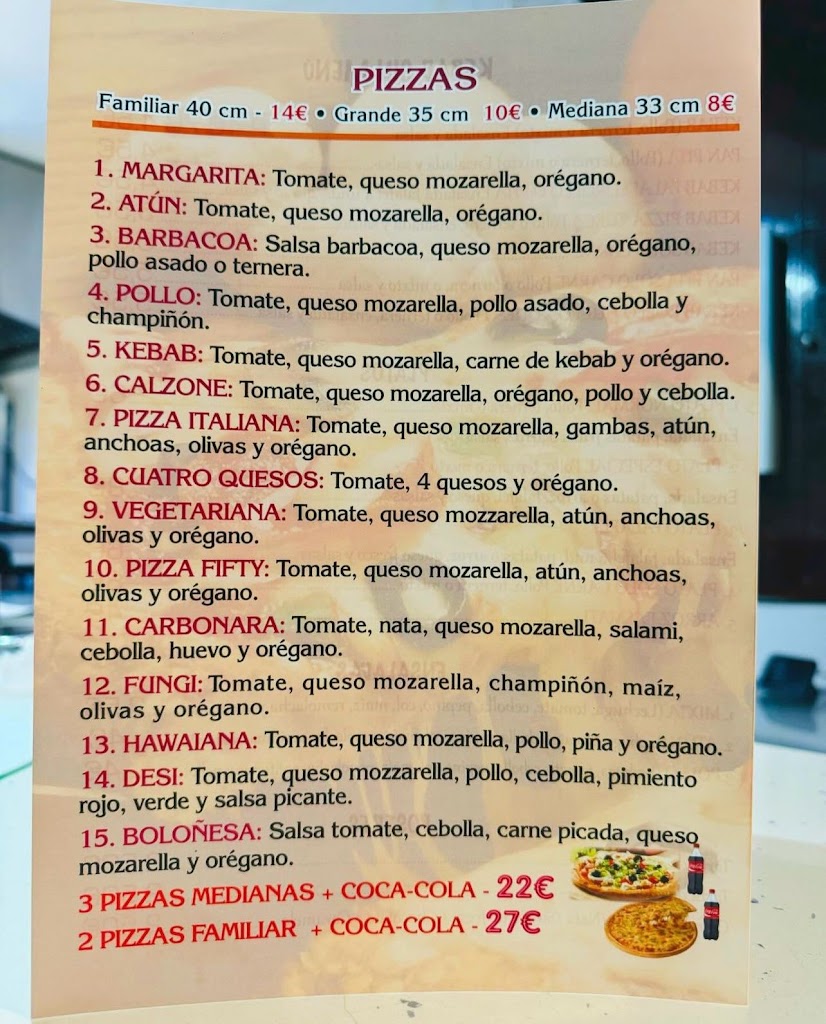 PIZZAS
Familiar 40 cm - 14€ • Grande 35 cm 10€ • Mediana 33 cm 8€
1. MARGARITA: Tomate, queso mozarella, orégano.
2. ATÚN: Tomate, queso mozarella, orégano.
3. BARBACOA: Salsa barbacoa, queso mozarella, orégano,
pollo asado o ternera.
4. POLLO: Tomate, queso mozarella, pollo asado, cebolla y
champiñón.
5. KEBAB: Tomate, queso mozarella, carne de kebab y orégano.
6. CALZONE: Tomate, queso mozarella, orégano, pollo y cebolla.
7. PIZZA ITALIANA: Tomate, queso mozarella, gambas, atún,
anchoas, olivas y orégano.
8. CUATRO QUESOS: Tomate, 4 quesos y orégano.
9. VEGETARIANA: Tomate, queso mozzarella, atún, anchoas,
olivas y orégano.
10. PIZZA FIFTY: Tomate, queso mozarella, atún, anchoas,
olivas y orégano.
11. CARBONARA: Tomate, nata, queso mozarella, salami,
cebolla, huevo y orégano.
12. FUNGI: Tomate, queso mozarella, champiñón, maíz,
olivas y orégano.
13. HAWAIANA: Tomate, queso mozarella, pollo, piña y orégano.
14. DESI: Tomate, queso mozzarella, pollo, cebolla, pimiento
rojo, verde y salsa picante.
15. BOLOÑESA: Salsa tomate, cebolla, carne picada, queso
mozarella y orégano.
3 PIZZAS MEDIANAS + COCA-COLA - 22€
2 PIZZAS FAMILIAR + COCA-COLA - 27€